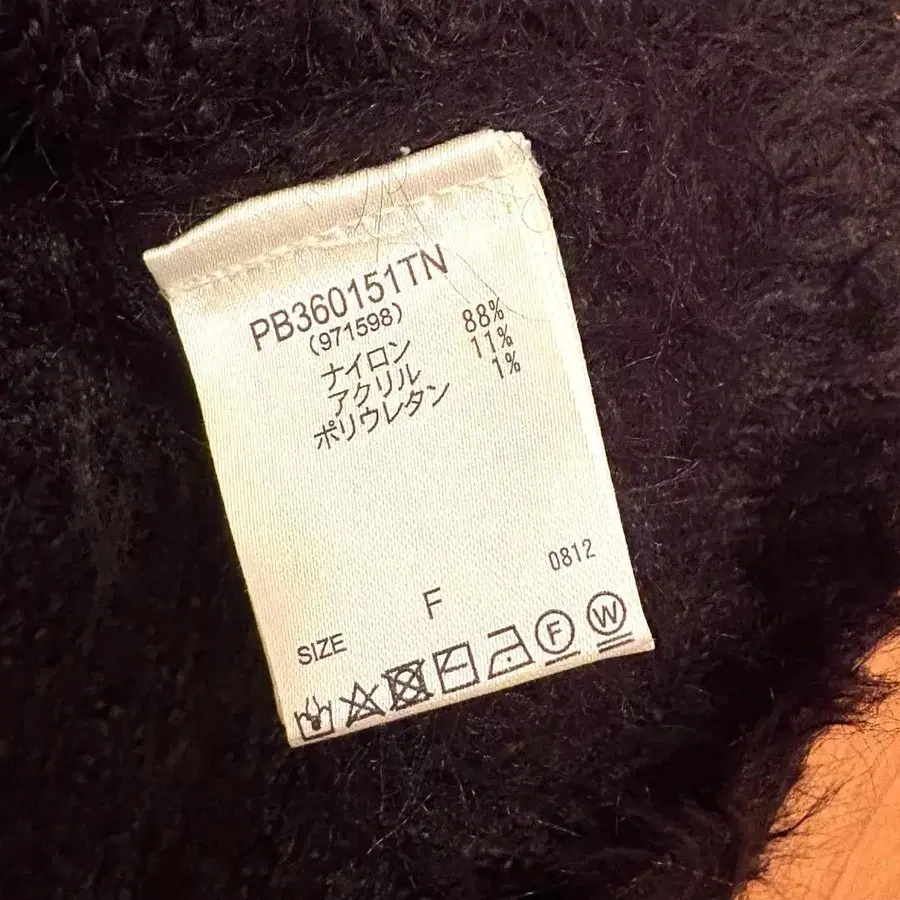 PB360151TN
(971598)
ナイロン 88%
アクリル 11%
ポリウレタン 1%
0812
SIZE F
F W